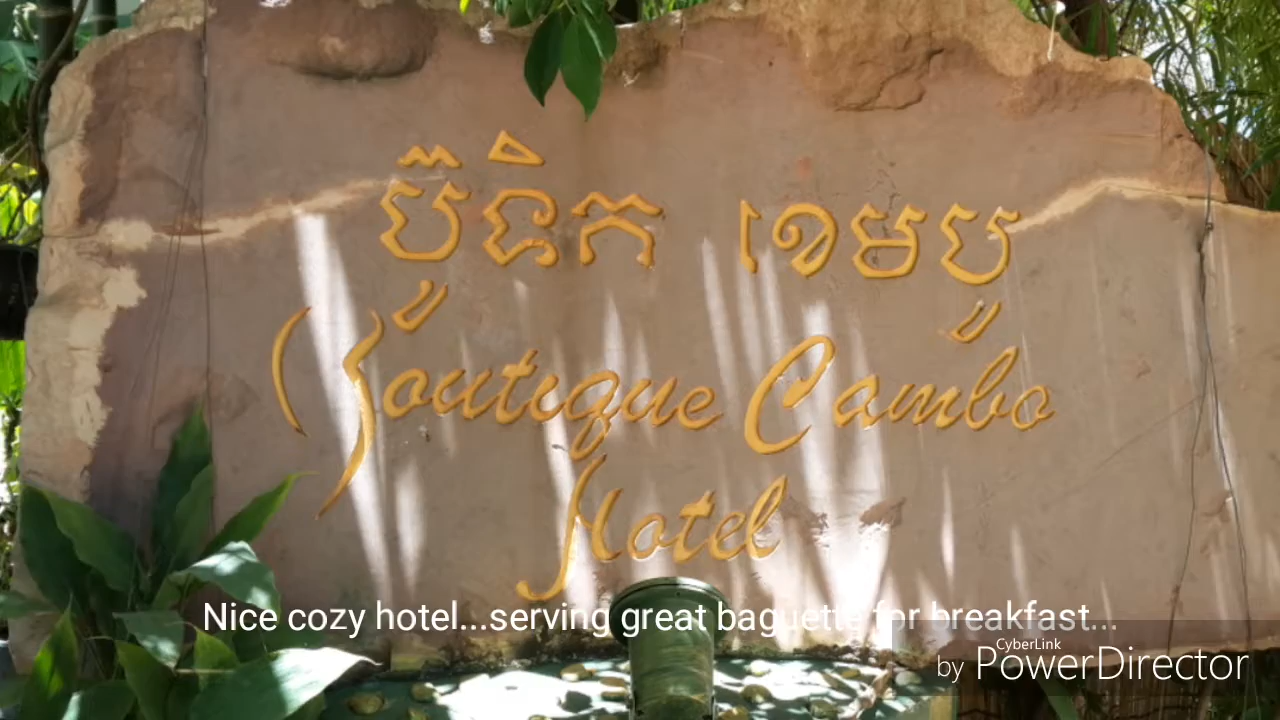 ប៊ូទិក ខេមបូ
Boutique Cambo
Hotel
Nice cozy hotel...serving great baguette for breakfast...
CyberLink
by PowerDirector